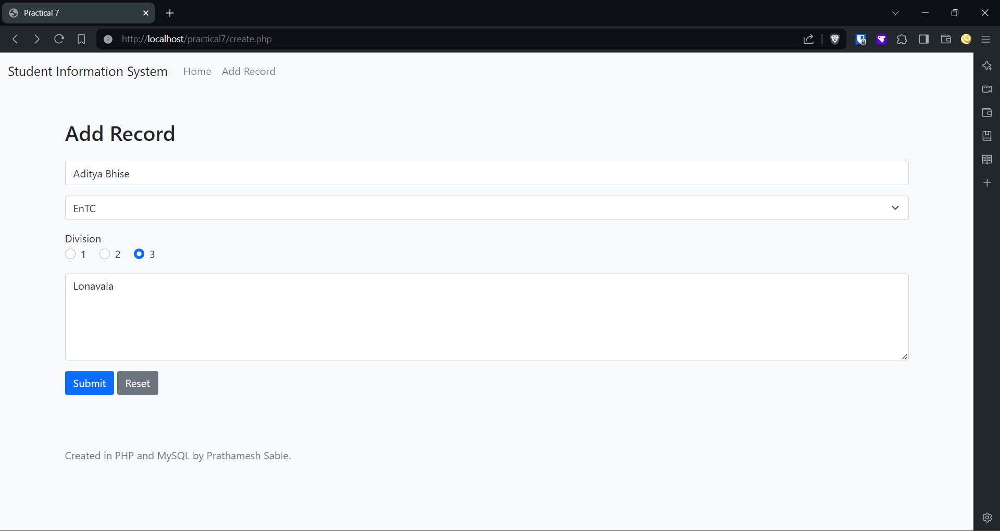 Practical 7
http://localhost/practical7/create.php
Student Information System Home Add Record
Add Record
Aditya Bhise
EnTC
Division
1 2 3
Lonavala
Submit Reset
Created in PHP and MySQL by Prathamesh Sable.